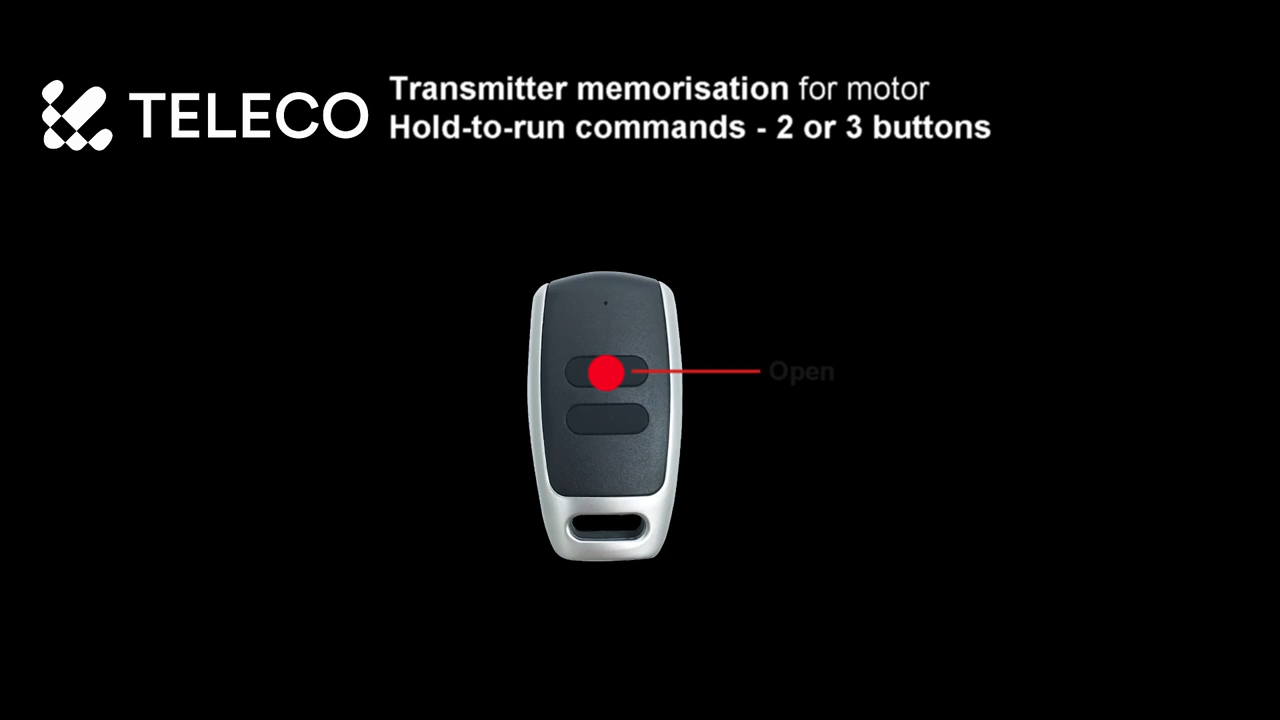 TELECO
Transmitter memorisation for motor
Hold-to-run commands - 2 or 3 buttons
Open